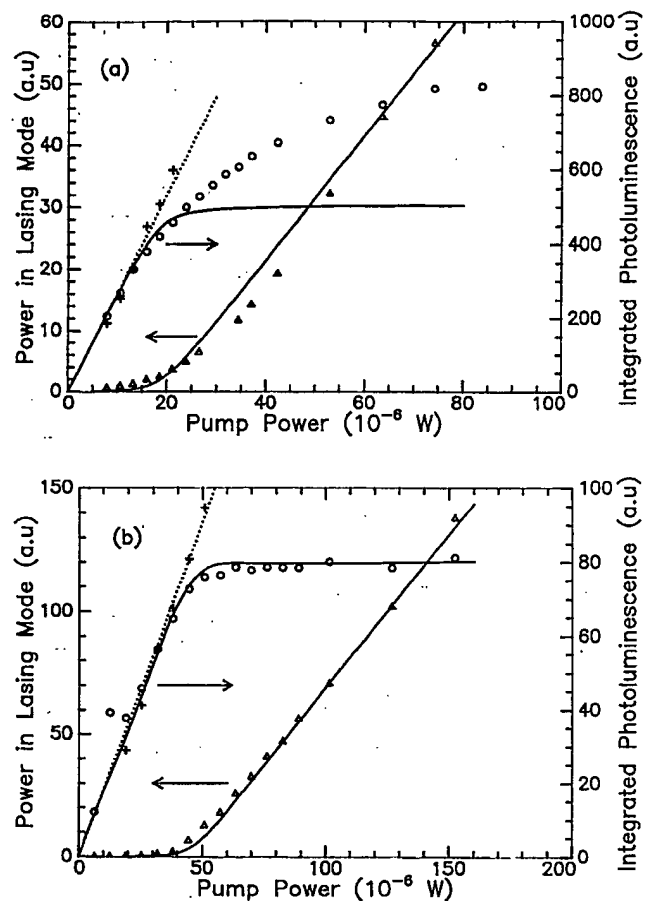 (a)
Power in Lasing Mode (a.u)
60
50
40
30
20
10
0
Integrated Photoluminescence (a.u)
1000
800
600
400
200
0
0 20 40 60 80 100
Pump Power (10⁻⁶ W)
(b)
Power in Lasing Mode (a.u)
150
100
50
0
Integrated Photoluminescence (a.u)
100
80
60
40
20
0
0 50 100 150 200
Pump Power (10⁻⁶ W)